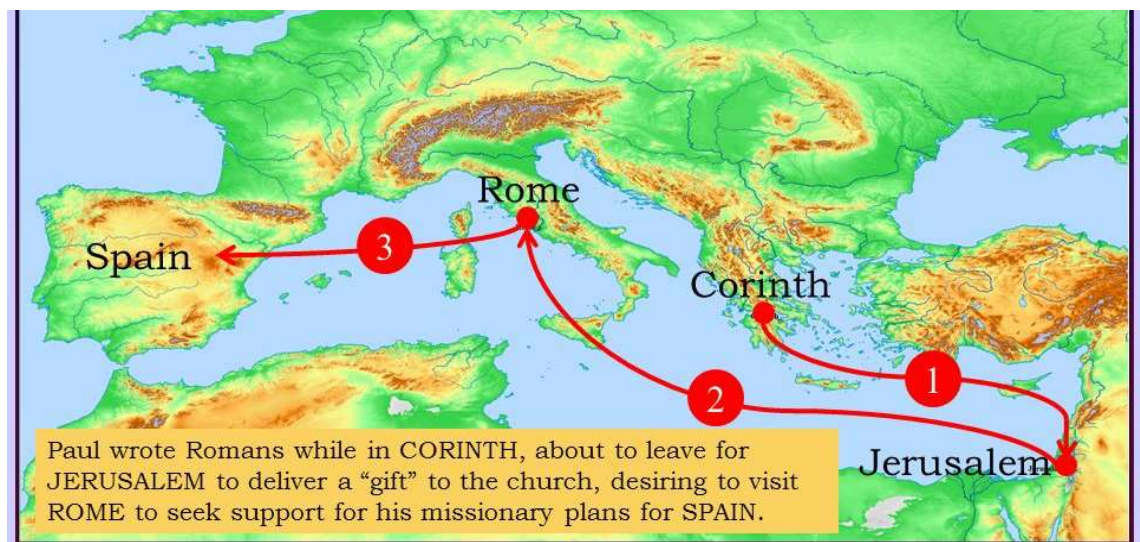 Rome
Spain
3
Corinth
1
2
Jerusalem
Paul wrote Romans while in CORINTH, about to leave for
JERUSALEM to deliver a “gift” to the church, desiring to visit
ROME to seek support for his missionary plans for SPAIN.